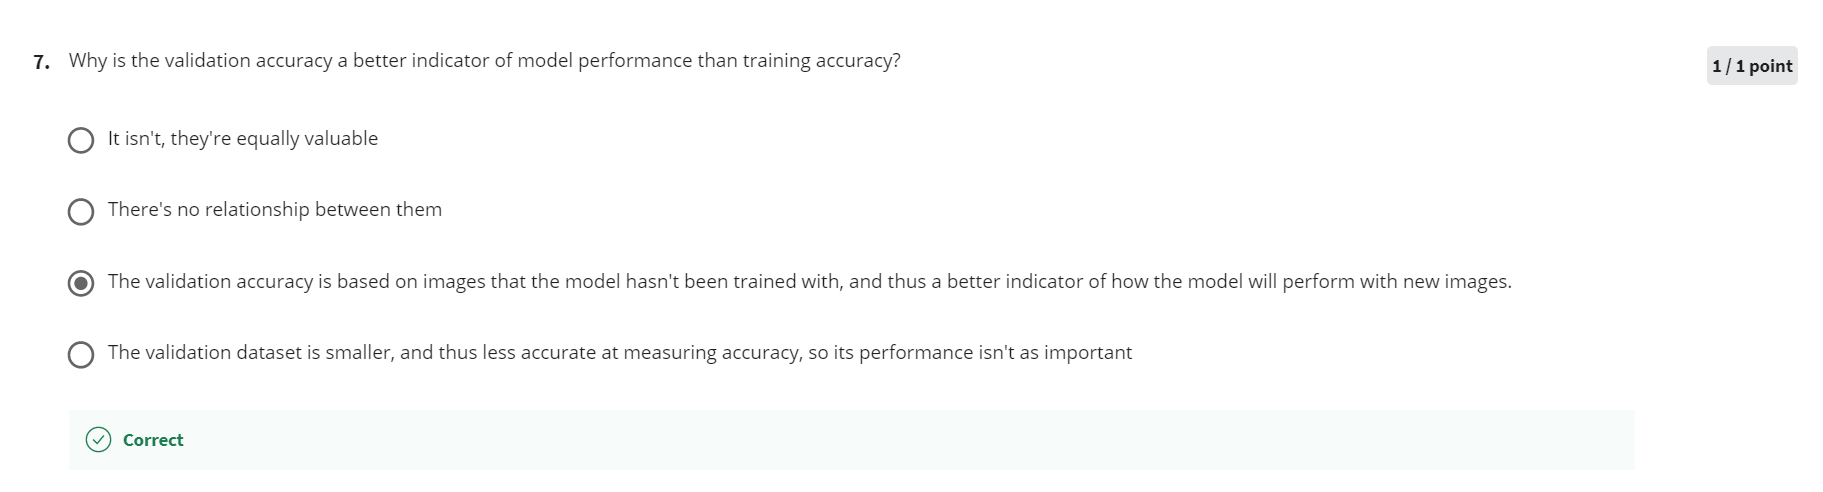 7. Why is the validation accuracy a better indicator of model performance than training accuracy?
1 / 1 point
It isn't, they're equally valuable
There's no relationship between them
The validation accuracy is based on images that the model hasn't been trained with, and thus a better indicator of how the model will perform with new images.
The validation dataset is smaller, and thus less accurate at measuring accuracy, so its performance isn't as important
Correct